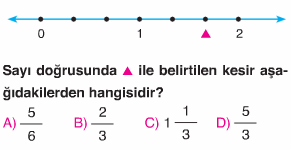 0 1 2
Sayı doğrusunda ▲ ile belirtilen kesir aşa-
ğıdakilerden hangisidir?
A) 5/6 B) 2/3 C) 1 1/3 D) 5/3